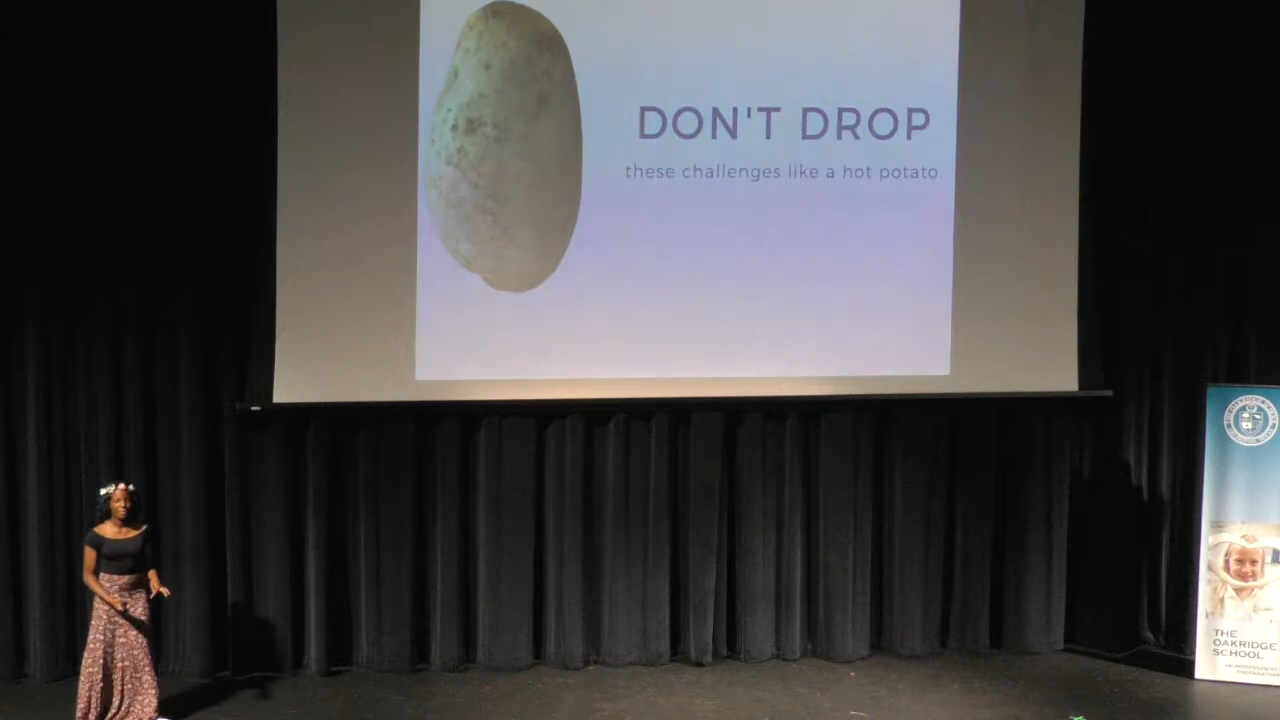 DON'T DROP
these challenges like a hot potato
THE
OAKRIDGE
SCHOOL